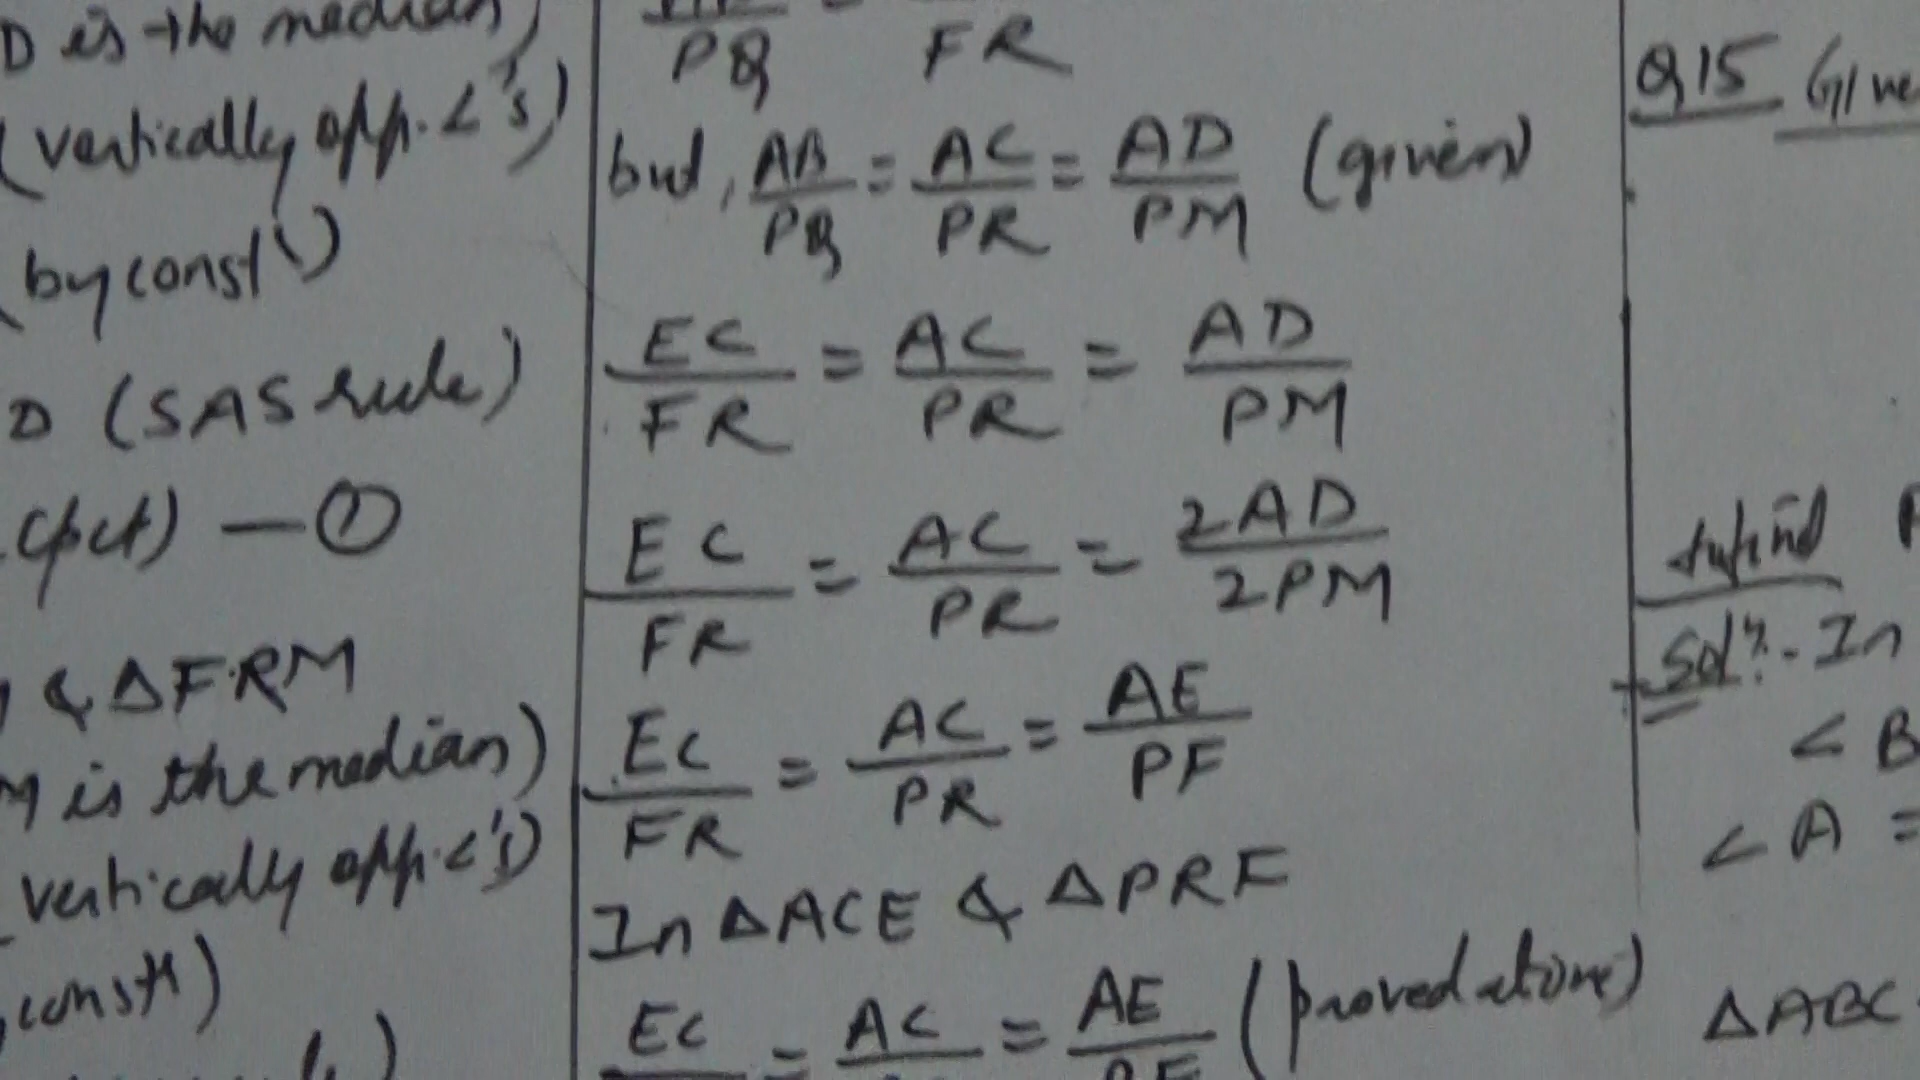 D is the median)
(vertically opp. <'s)
by const^n)
D (SAS rule)
(cpct) — ①
& ΔFRM
M is the median)
vertically opp. <'s)
const^n)
PQ FR
but, AB/PQ = AC/PR = AD/PM (given)
EC/FR = AC/PR = AD/PM
EC/FR = AC/PR = 2AD/2PM
EC/FR = AC/PR = AE/PF
In ΔACE & ΔPRF
EC = AC = AE/PF (proved above)
Q15 Give
Sol^n. - In
< B
< A =
ΔABC